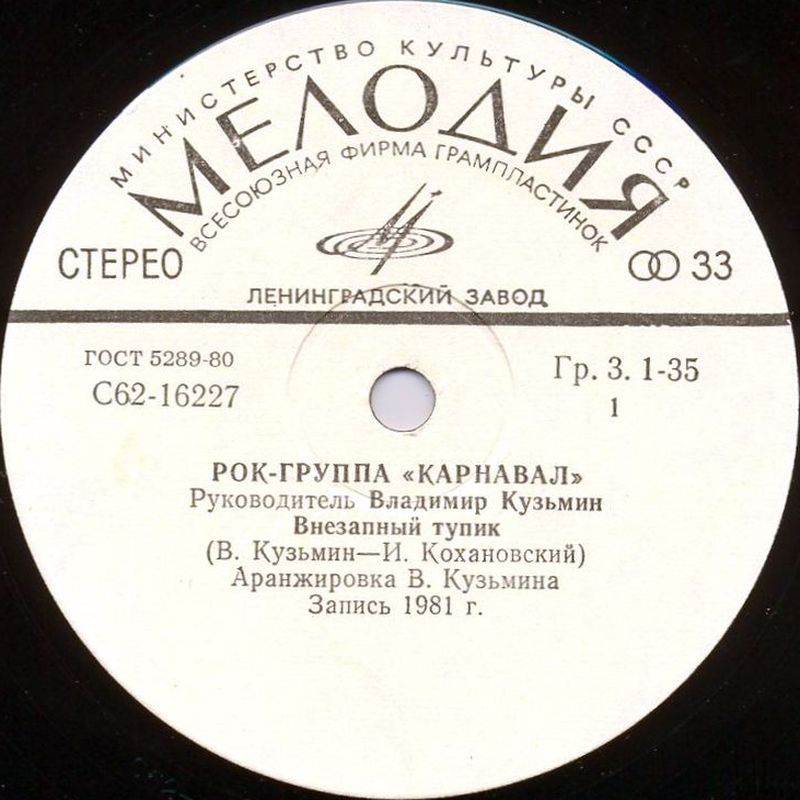 МИНИСТЕРСТВО КУЛЬТУРЫ СССР
МЕЛОДИЯ
ВСЕСОЮЗНАЯ ФИРМА ГРАМПЛАСТИНОК
СТЕРЕО
33
ЛЕНИНГРАДСКИЙ ЗАВОД
ГОСТ 5289-80
С62-16227
Гр. 3. 1-35
1
РОК-ГРУППА «КАРНАВАЛ»
Руководитель Владимир Кузьмин
Внезапный тупик
(В. Кузьмин—И. Кохановский)
Аранжировка В. Кузьмина
Запись 1981 г.